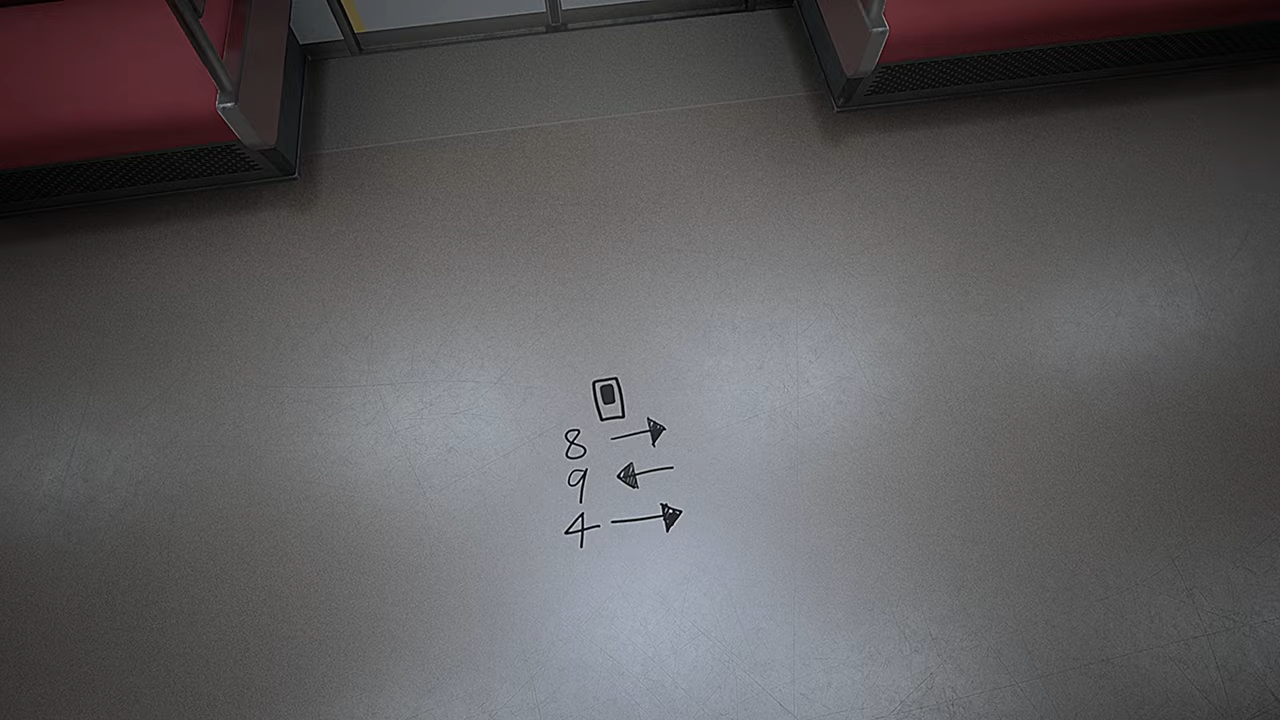 8 →
9 ←
4 →